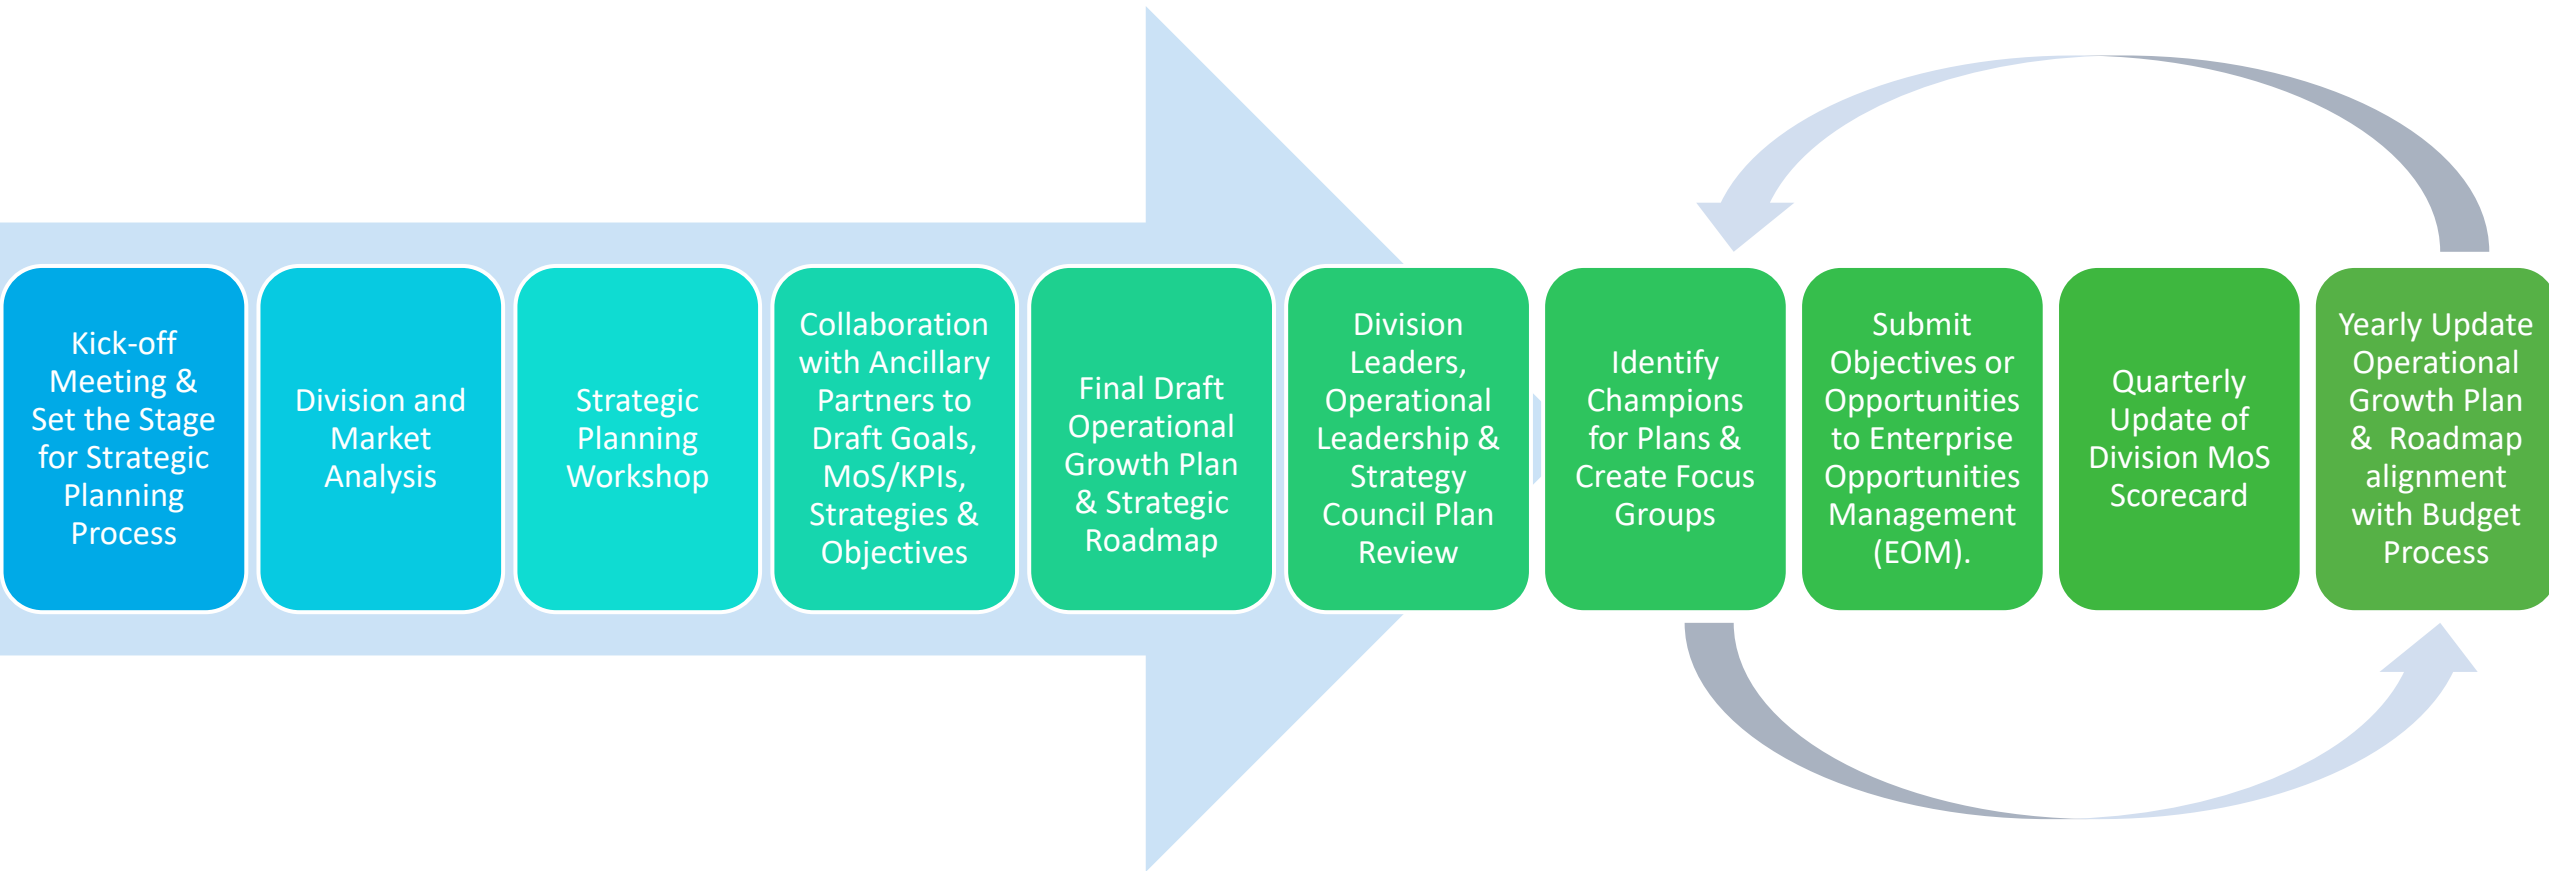 Kick-off
Meeting &
Set the Stage
for Strategic
Planning
Process
Division and
Market
Analysis
Strategic
Planning
Workshop
Collaboration
with Ancillary
Partners to
Draft Goals,
MoS/KPIs,
Strategies &
Objectives
Final Draft
Operational
Growth Plan
& Strategic
Roadmap
Division
Leaders,
Operational
Leadership &
Strategy
Council Plan
Review
Identify
Champions
for Plans &
Create Focus
Groups
Submit
Objectives or
Opportunities
to Enterprise
Opportunities
Management
(EOM).
Quarterly
Update of
Division MoS
Scorecard
Yearly Update
Operational
Growth Plan
&  Roadmap
alignment
with Budget
Process